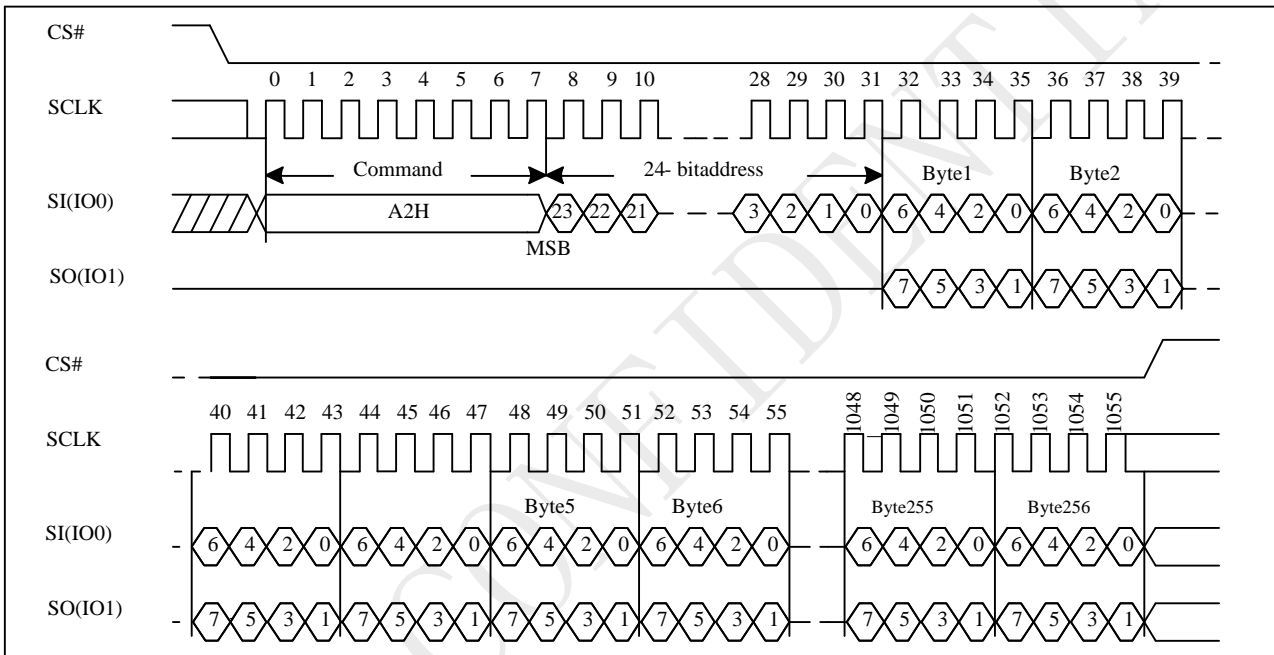 CS#
0 1 2 3 4 5 6 7 8 9 10 28 29 30 31 32 33 34 35 36 37 38 39
SCLK
Command 24- bitaddress Byte1 Byte2
SI(IO0) A2H 23 22 21 3 2 1 0 6 4 2 0 6 4 2 0
MSB
SO(IO1) 7 5 3 1 7 5 3 1
CS#
40 41 42 43 44 45 46 47 48 49 50 51 52 53 54 55 1048 1049 1050 1051 1052 1053 1054 1055
SCLK
Byte5 Byte6 Byte255 Byte256
SI(IO0) 6 4 2 0 6 4 2 0 6 4 2 0 6 4 2 0 6 4 2 0 6 4 2 0
SO(IO1) 7 5 3 1 7 5 3 1 7 5 3 1 7 5 3 1 7 5 3 1 7 5 3 1
CONFIDENTIA